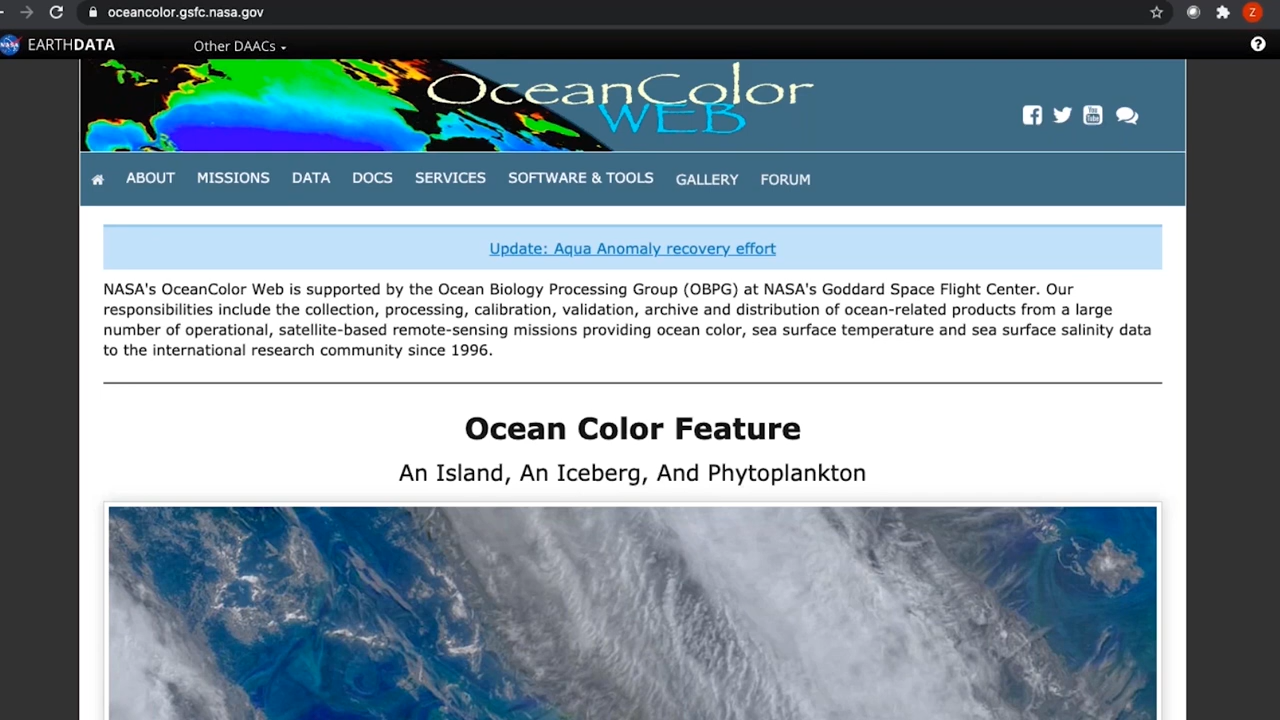 oceancolor.gsfc.nasa.gov
Z
NASA EARTHDATA Other DAACs
?
OceanColor
WEB
You
Tube
ABOUT MISSIONS DATA DOCS SERVICES SOFTWARE & TOOLS GALLERY FORUM
Update: Aqua Anomaly recovery effort
NASA's OceanColor Web is supported by the Ocean Biology Processing Group (OBPG) at NASA's Goddard Space Flight Center. Our
responsibilities include the collection, processing, calibration, validation, archive and distribution of ocean-related products from a large
number of operational, satellite-based remote-sensing missions providing ocean color, sea surface temperature and sea surface salinity data
to the international research community since 1996.
Ocean Color Feature
An Island, An Iceberg, And Phytoplankton